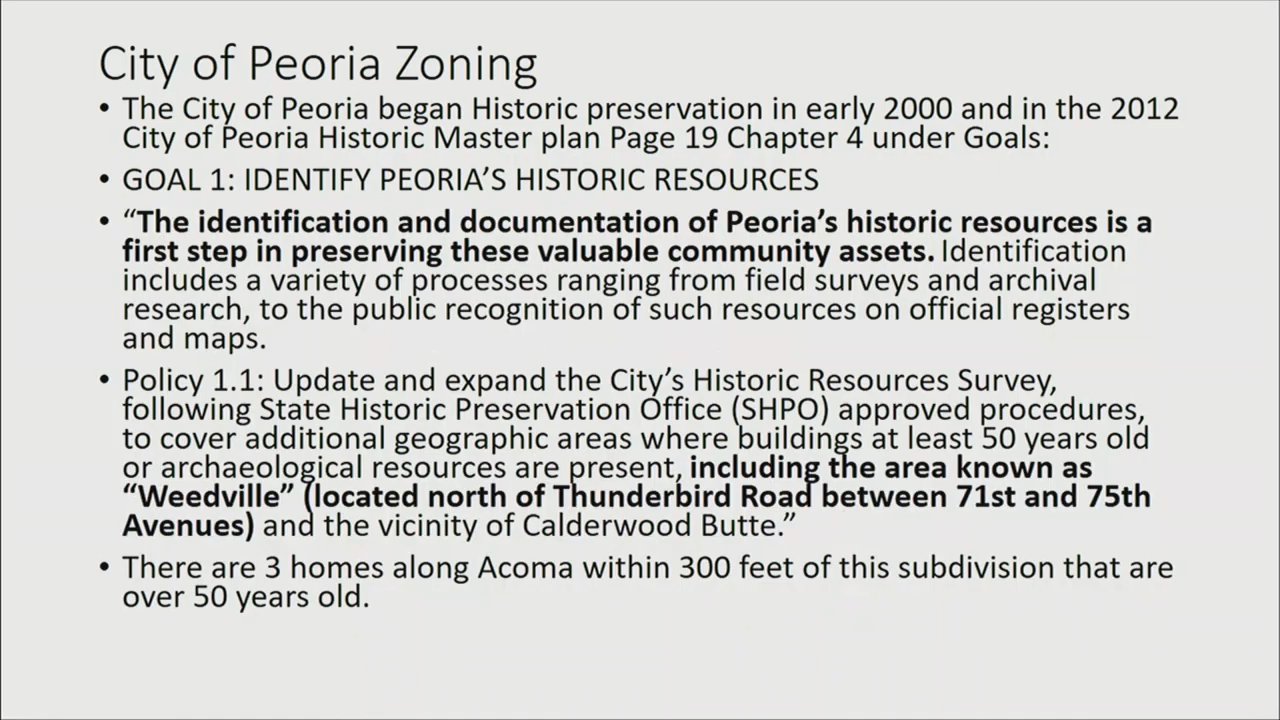 City of Peoria Zoning
• The City of Peoria began Historic preservation in early 2000 and in the 2012
City of Peoria Historic Master plan Page 19 Chapter 4 under Goals:
• GOAL 1: IDENTIFY PEORIA’S HISTORIC RESOURCES
• “The identification and documentation of Peoria’s historic resources is a
first step in preserving these valuable community assets. Identification
includes a variety of processes ranging from field surveys and archival
research, to the public recognition of such resources on official registers
and maps.
• Policy 1.1: Update and expand the City’s Historic Resources Survey,
following State Historic Preservation Office (SHPO) approved procedures,
to cover additional geographic areas where buildings at least 50 years old
or archaeological resources are present, including the area known as
“Weedville” (located north of Thunderbird Road between 71st and 75th
Avenues) and the vicinity of Calderwood Butte.”
• There are 3 homes along Acoma within 300 feet of this subdivision that are
over 50 years old.